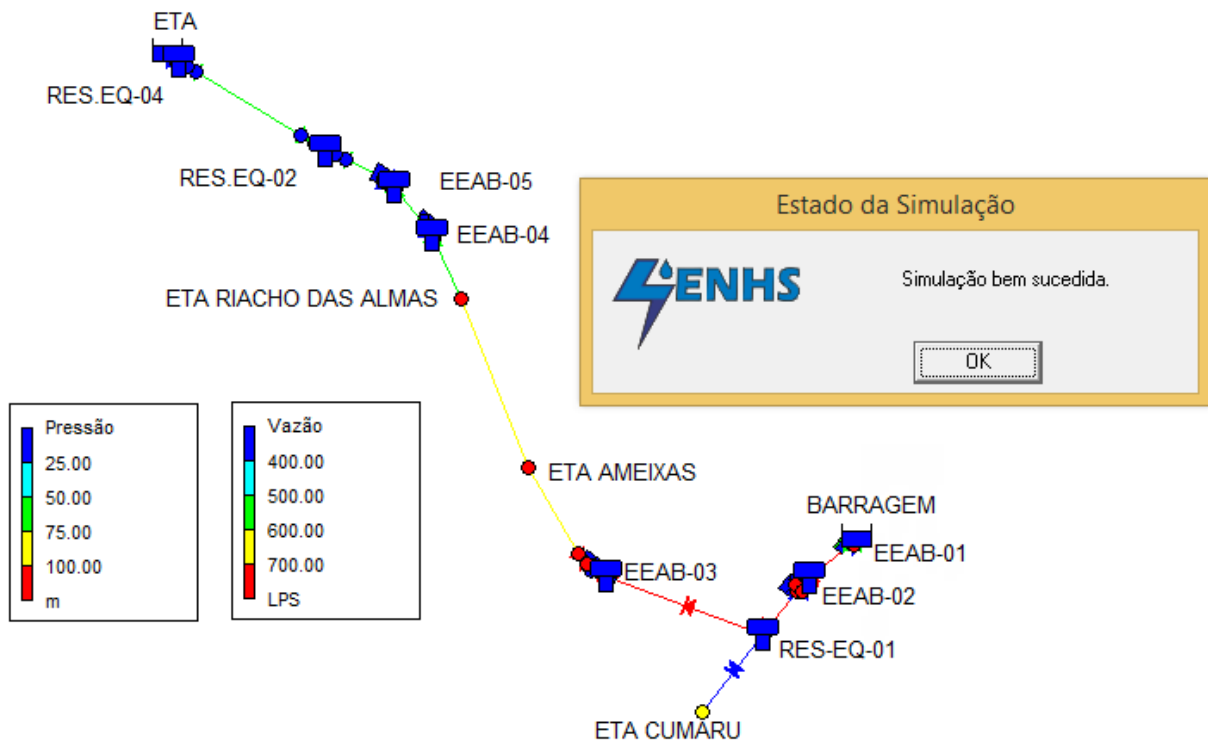 ETA
RES.EQ-04
RES.EQ-02
EEAB-05
EEAB-04
ETA RIACHO DAS ALMAS
Estado da Simulação
LENHS
Simulação bem sucedida.
OK
Pressão
25.00
50.00
75.00
100.00
m
Vazão
400.00
500.00
600.00
700.00
LPS
ETA AMEIXAS
BARRAGEM
EEAB-01
EEAB-03
EEAB-02
RES-EQ-01
ETA CUMARU